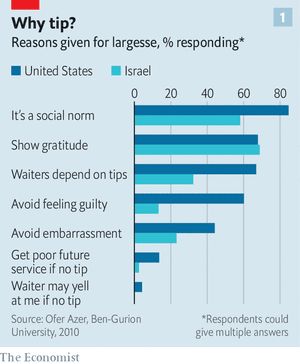 1
Why tip?
Reasons given for largesse, % responding*
United States Israel
0 20 40 60 80
It's a social norm
Show gratitude
Waiters depend on tips
Avoid feeling guilty
Avoid embarrassment
Get poor future
service if no tip
Waiter may yell
at me if no tip
Source: Ofer Azer, Ben-Gurion
University, 2010
*Respondents could
give multiple answers
The Economist